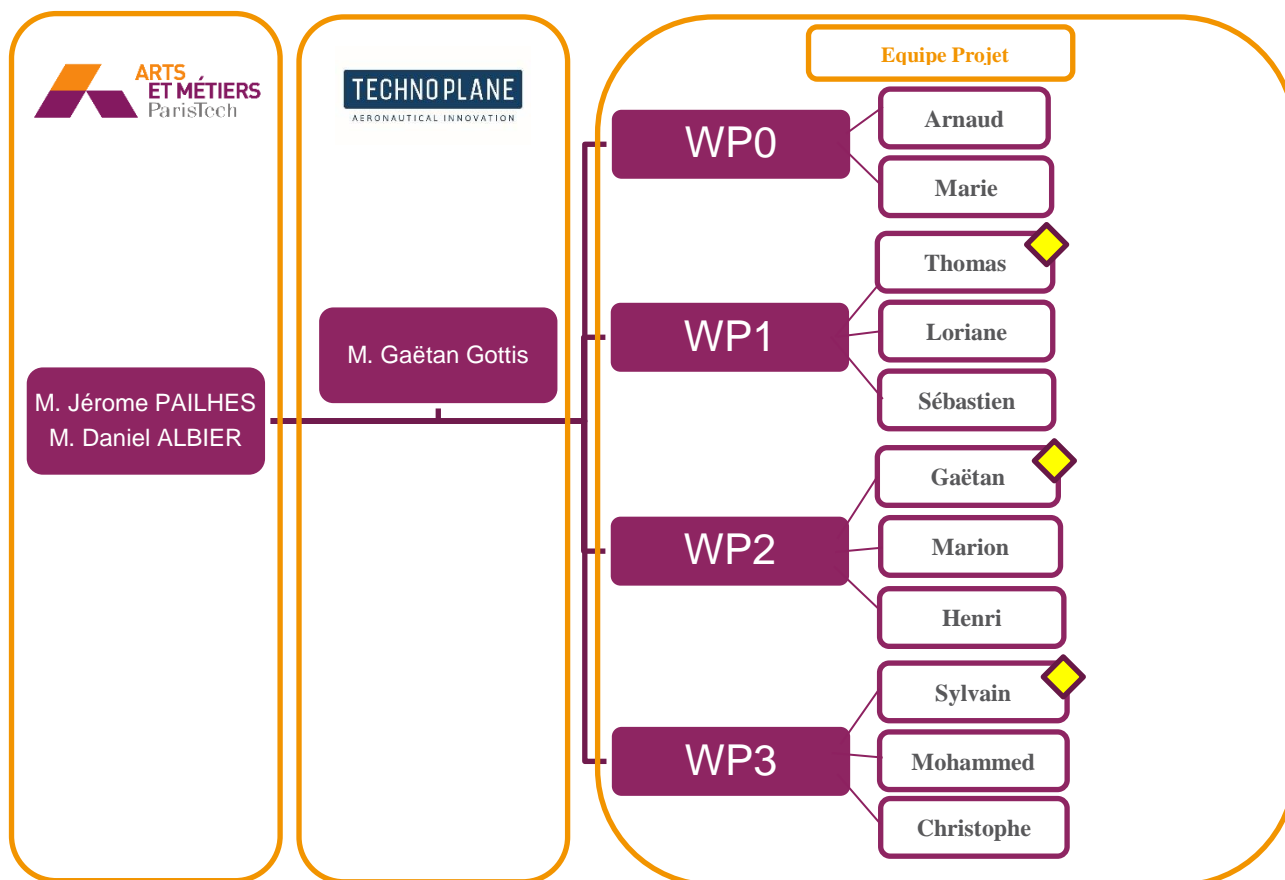 ARTS
ET MÉTIERS
ParisTech
M. Jérome PAILHES
M. Daniel ALBIER
TECHNOPLANE
AERONAUTICAL INNOVATION
M. Gaëtan Gottis
Equipe Projet
WP0
Arnaud
Marie
WP1
Thomas
Loriane
Sébastien
WP2
Gaëtan
Marion
Henri
WP3
Sylvain
Mohammed
Christophe